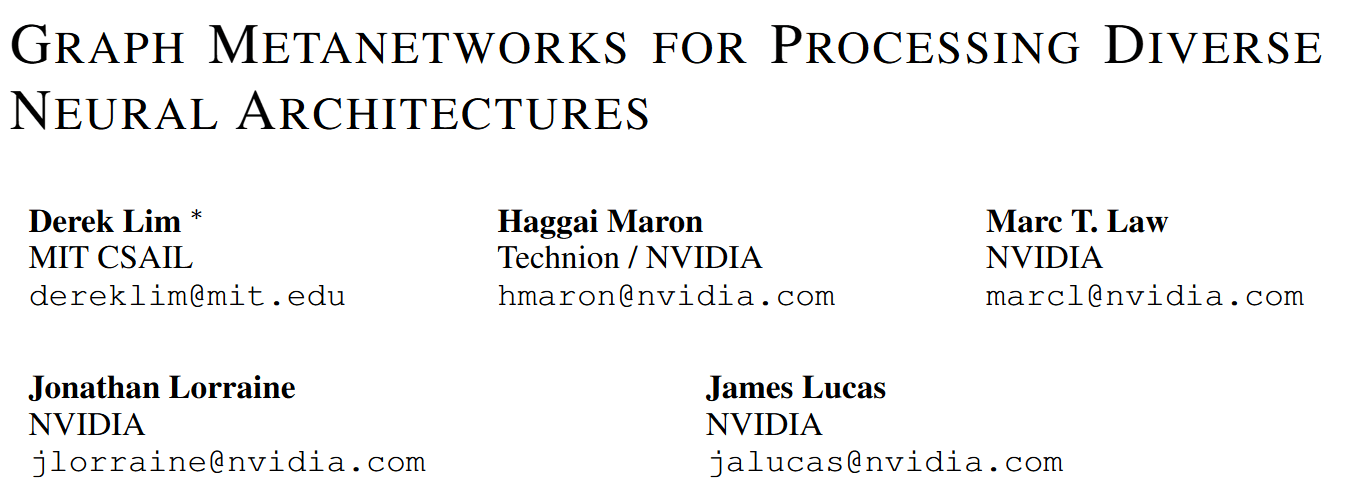 GRAPH METANETWORKS FOR PROCESSING DIVERSE
NEURAL ARCHITECTURES
Derek Lim *
MIT CSAIL
dereklim@mit.edu
Haggai Maron
Technion / NVIDIA
hmaron@nvidia.com
Marc T. Law
NVIDIA
marcl@nvidia.com
Jonathan Lorraine
NVIDIA
jlorraine@nvidia.com
James Lucas
NVIDIA
jalucas@nvidia.com